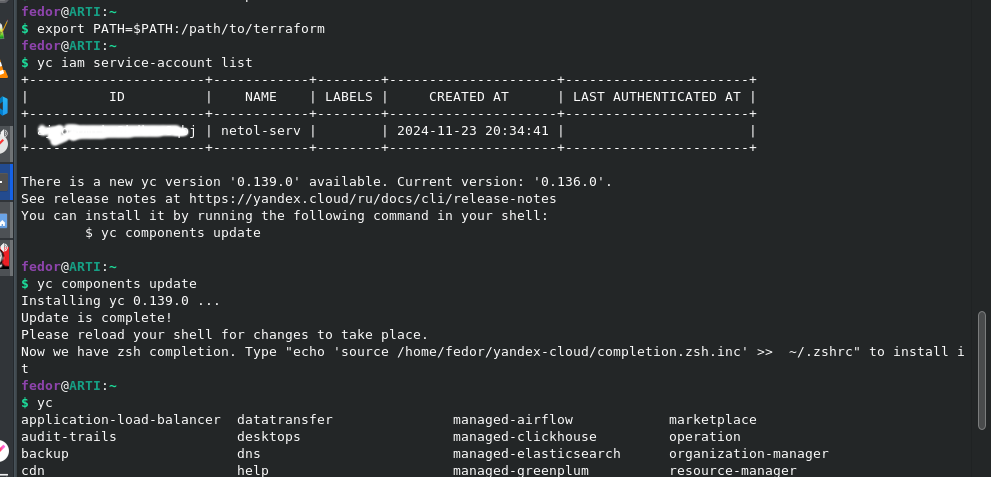 fedor@ARTI:~
$ export PATH=$PATH:/path/to/terraform
fedor@ARTI:~
$ yc iam service-account list
+----------------------+------------+--------+---------------------+-----------------------+
|          ID          |    NAME    | LABELS |     CREATED AT      | LAST AUTHENTICATED AT |
+----------------------+------------+--------+---------------------+-----------------------+
| j | netol-serv |        | 2024-11-23 20:34:41 |                       |
+----------------------+------------+--------+---------------------+-----------------------+
There is a new yc version '0.139.0' available. Current version: '0.136.0'.
See release notes at https://yandex.cloud/ru/docs/cli/release-notes
You can install it by running the following command in your shell:
        $ yc components update
fedor@ARTI:~
$ yc components update
Installing yc 0.139.0 ...
Update is complete!
Please reload your shell for changes to take place.
Now we have zsh completion. Type "echo 'source /home/fedor/yandex-cloud/completion.zsh.inc' >>  ~/.zshrc" to install i
t
fedor@ARTI:~
$ yc
application-load-balancer  datatransfer               managed-airflow            marketplace
audit-trails               desktops                   managed-clickhouse         operation
backup                     dns                        managed-elasticsearch      organization-manager
cdn                        help                       managed-greenplum          resource-manager